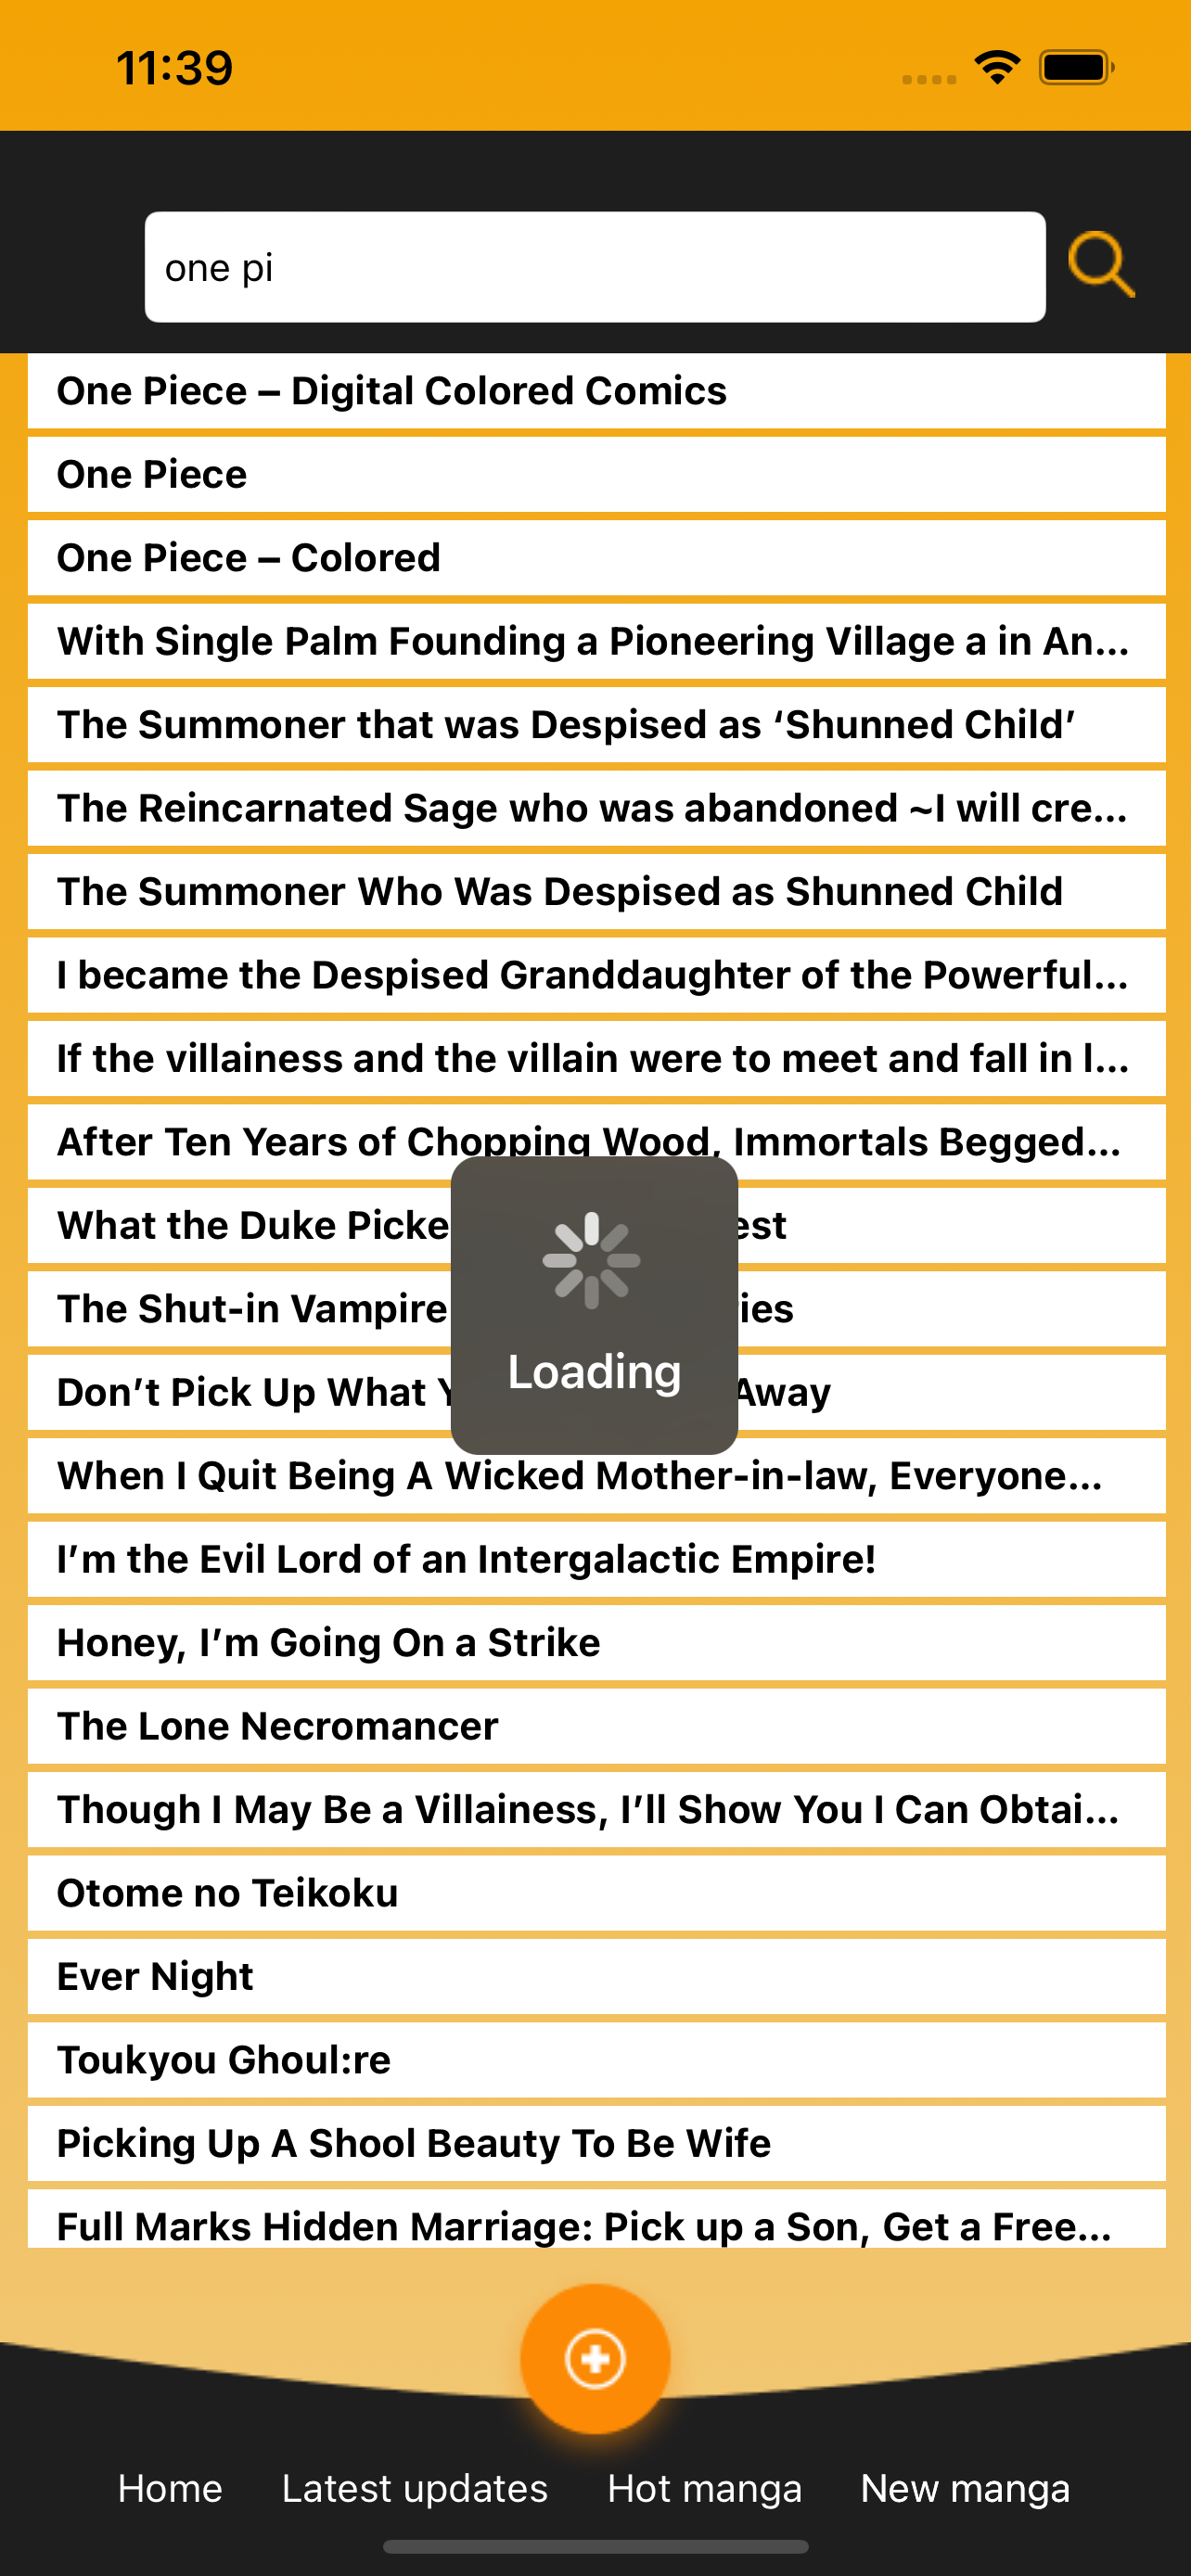 11:39
one pi
One Piece – Digital Colored Comics
One Piece
One Piece – Colored
With Single Palm Founding a Pioneering Village a in An...
The Summoner that was Despised as ‘Shunned Child’
The Reincarnated Sage who was abandoned ~I will cre...
The Summoner Who Was Despised as Shunned Child
I became the Despised Granddaughter of the Powerful...
If the villainess and the villain were to meet and fall in l...
After Ten Years of Chopping Wood, Immortals Begged...
What the Duke Picke est
The Shut-in Vampire ries
Don’t Pick Up What Away
Loading
When I Quit Being A Wicked Mother-in-law, Everyone...
I’m the Evil Lord of an Intergalactic Empire!
Honey, I’m Going On a Strike
The Lone Necromancer
Though I May Be a Villainess, I’ll Show You I Can Obtai...
Otome no Teikoku
Ever Night
Toukyou Ghoul:re
Picking Up A Shool Beauty To Be Wife
Full Marks Hidden Marriage: Pick up a Son, Get a Free...
Home Latest updates Hot manga New manga